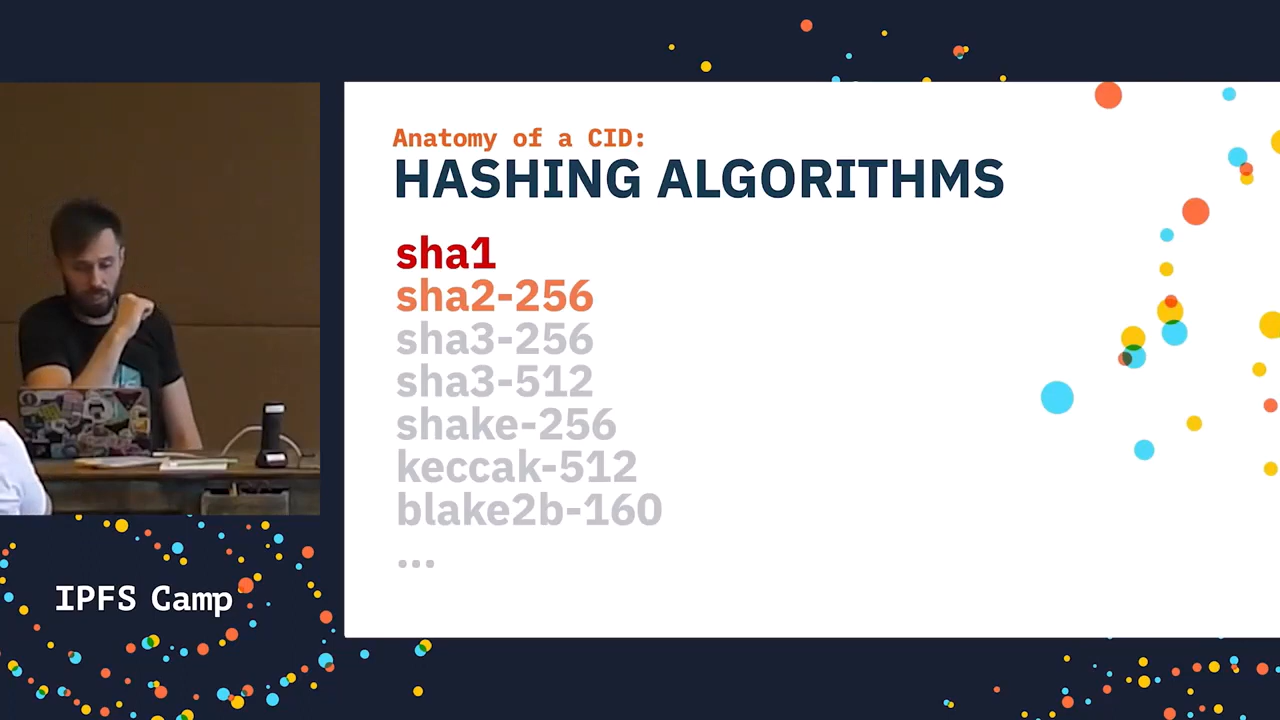 Anatomy of a CID:
HASHING ALGORITHMS
sha1
sha2-256
sha3-256
sha3-512
shake-256
keccak-512
blake2b-160
...
IPFS Camp